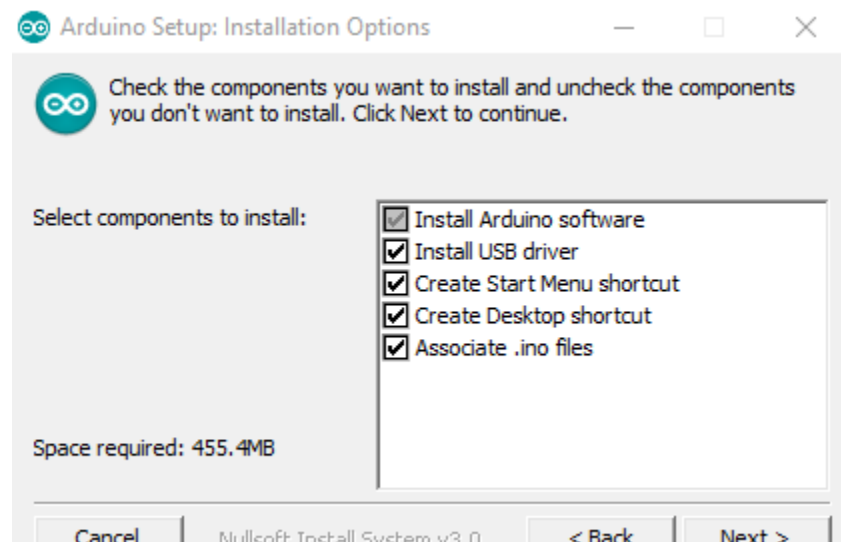 Arduino Setup: Installation Options
Check the components you want to install and uncheck the components
you don't want to install. Click Next to continue.
Select components to install:
Install Arduino software
Install USB driver
Create Start Menu shortcut
Create Desktop shortcut
Associate .ino files
Space required: 455.4MB
Cancel
Nullsoft Install System v3.0
< Back
Next >